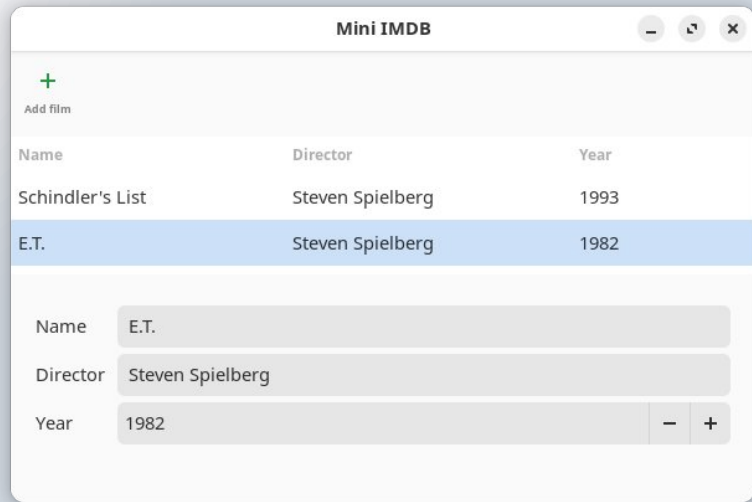 Mini IMDB
Add film
Name Director Year
Schindler's List Steven Spielberg 1993
E.T. Steven Spielberg 1982
Name E.T.
Director Steven Spielberg
Year 1982